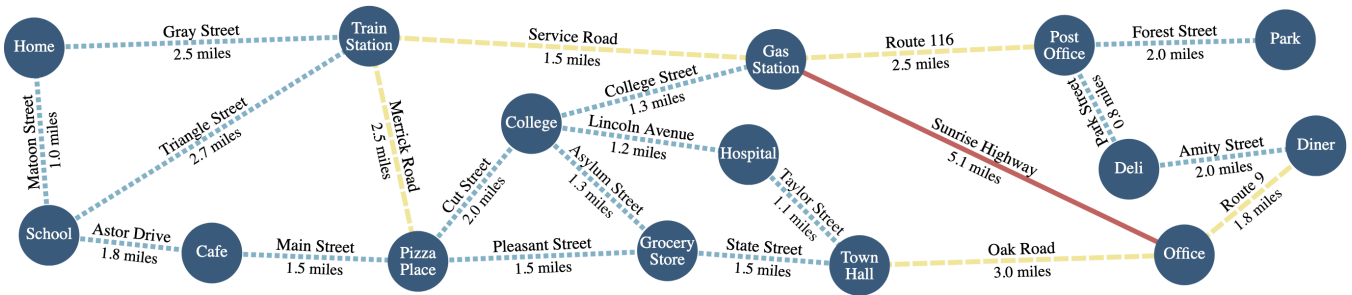 Home
Gray Street
2.5 miles
Train
Station
Service Road
1.5 miles
Gas
Station
Route 116
2.5 miles
Post
Office
Forest Street
2.0 miles
Park
Matoon Street
1.0 miles
Triangle Street
2.7 miles
Merrick Road
2.5 miles
College
College Street
1.3 miles
Lincoln Avenue
1.2 miles
Hospital
Sunrise Highway
5.1 miles
Park Street
0.8 miles
Deli
Amity Street
2.0 miles
Diner
School
Astor Drive
1.8 miles
Cafe
Main Street
1.5 miles
Pizza
Place
Cut Street
2.0 miles
Asylum Street
1.3 miles
Pleasant Street
1.5 miles
Grocery
Store
State Street
1.5 miles
Taylor Street
1.1 miles
Town
Hall
Oak Road
3.0 miles
Office
Route 9
1.8 miles